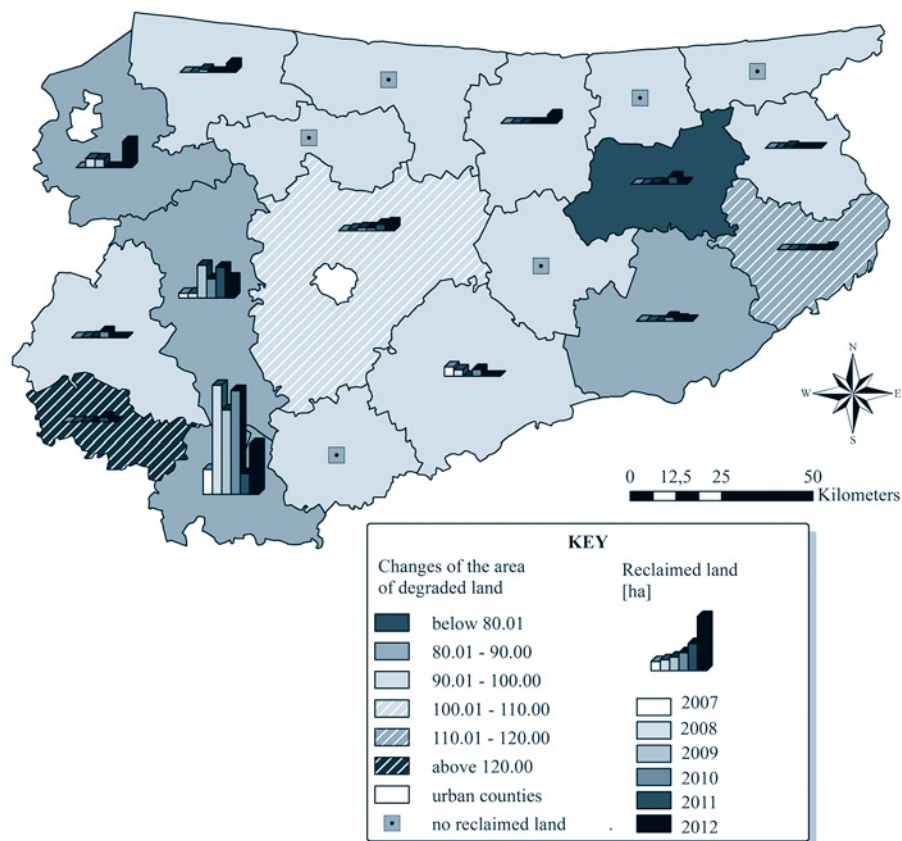 N
W E
S
0 12,5 25 50
Kilometers
KEY
Changes of the area
of degraded land
below 80.01
80.01 - 90.00
90.01 - 100.00
100.01 - 110.00
110.01 - 120.00
above 120.00
urban counties
no reclaimed land
Reclaimed land
[ha]
2007
2008
2009
2010
2011
2012